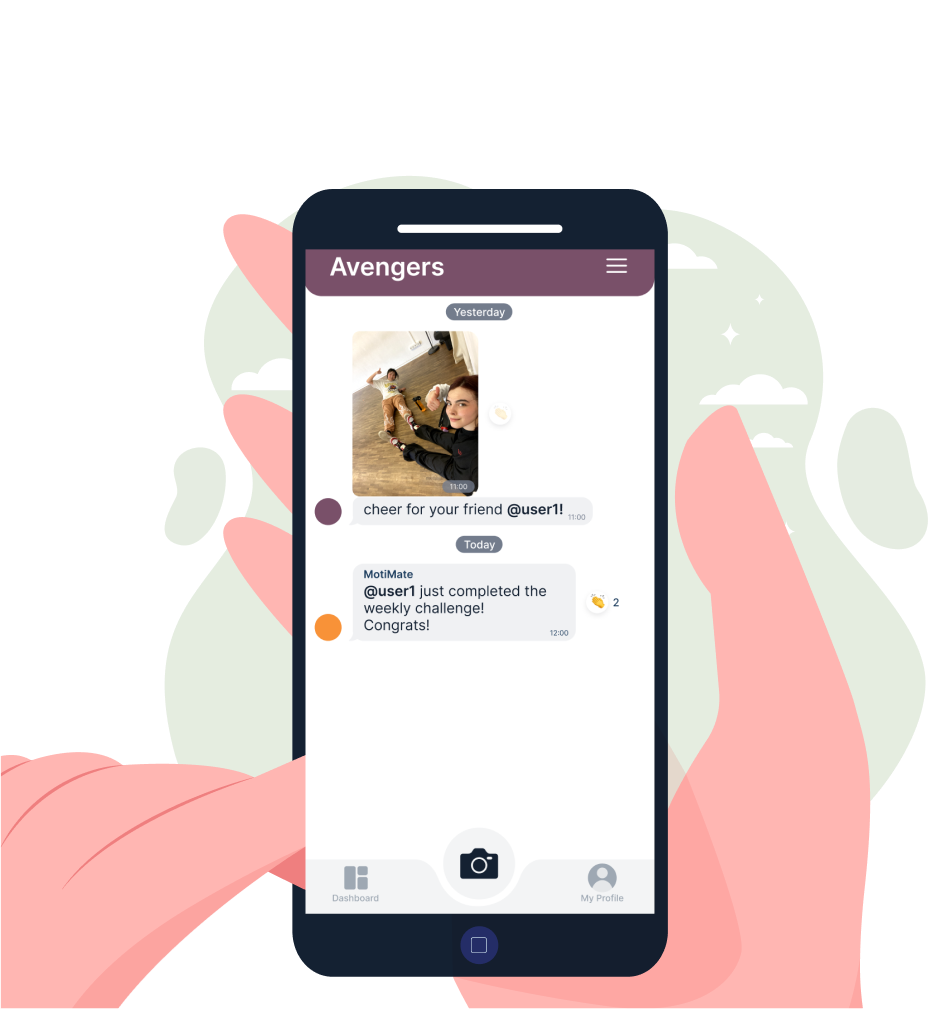 Avengers
Yesterday
11:00
cheer for your friend @user1!
11:00
Today
MotiMate
@user1 just completed the
weekly challenge!
Congrats!
12:00
2
Dashboard
My Profile